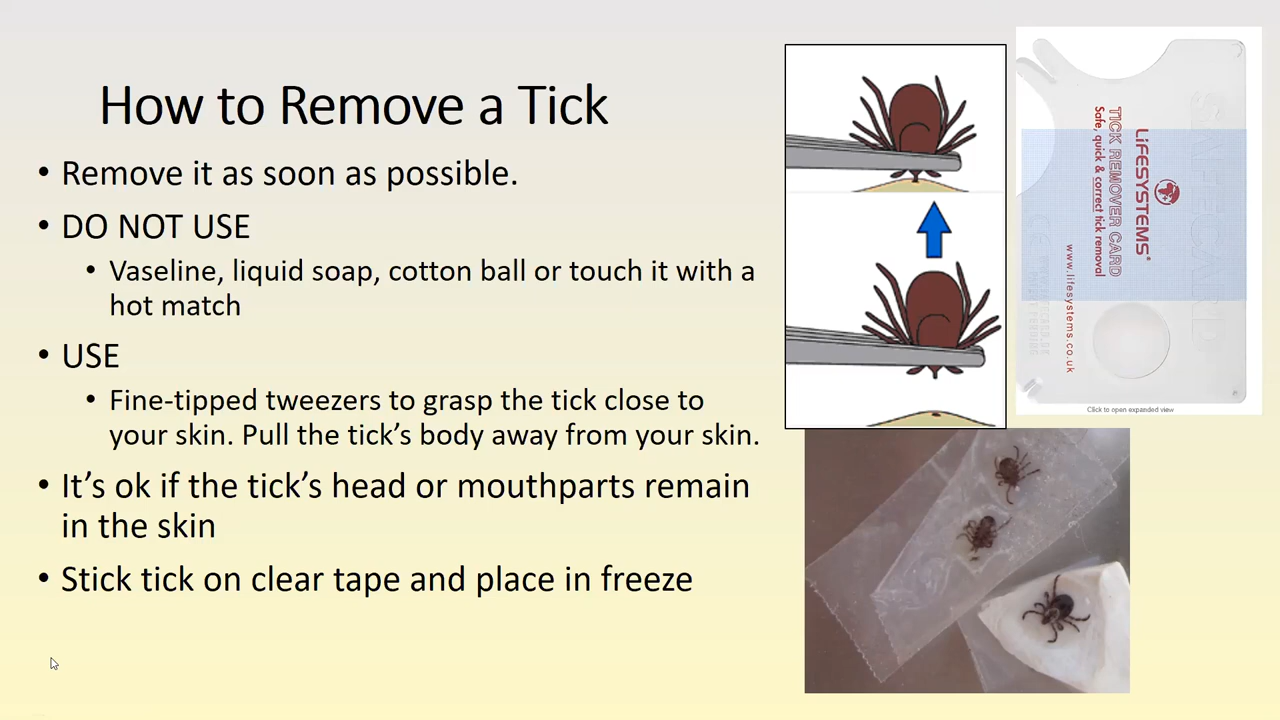 How to Remove a Tick
• Remove it as soon as possible.
• DO NOT USE
• Vaseline, liquid soap, cotton ball or touch it with a
hot match
• USE
• Fine-tipped tweezers to grasp the tick close to
your skin. Pull the tick’s body away from your skin.
• It’s ok if the tick’s head or mouthparts remain
in the skin
• Stick tick on clear tape and place in freeze
SAFECARD
LiFESYSTEMS®
TICK REMOVER CARD
Safe, quick & correct tick removal
www.lifesystems.co.uk
Click to open expanded view